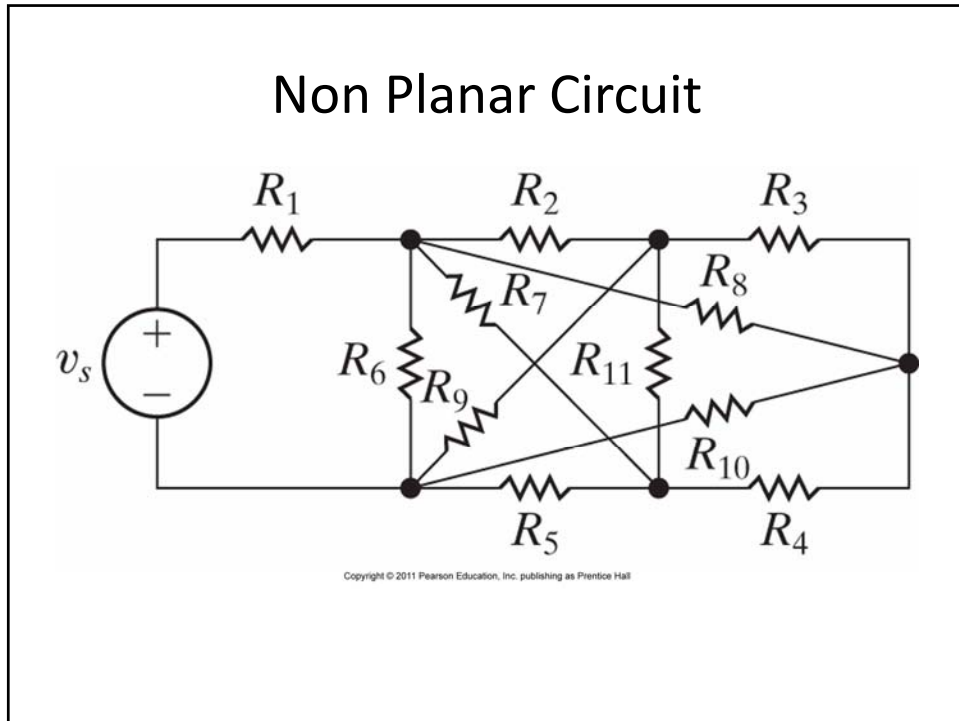 Non Planar Circuit
R1 R2 R3
R8
R7
+
vs R6 R11
−
R9
R10
R5 R4
Copyright © 2011 Pearson Education, Inc. publishing as Prentice Hall